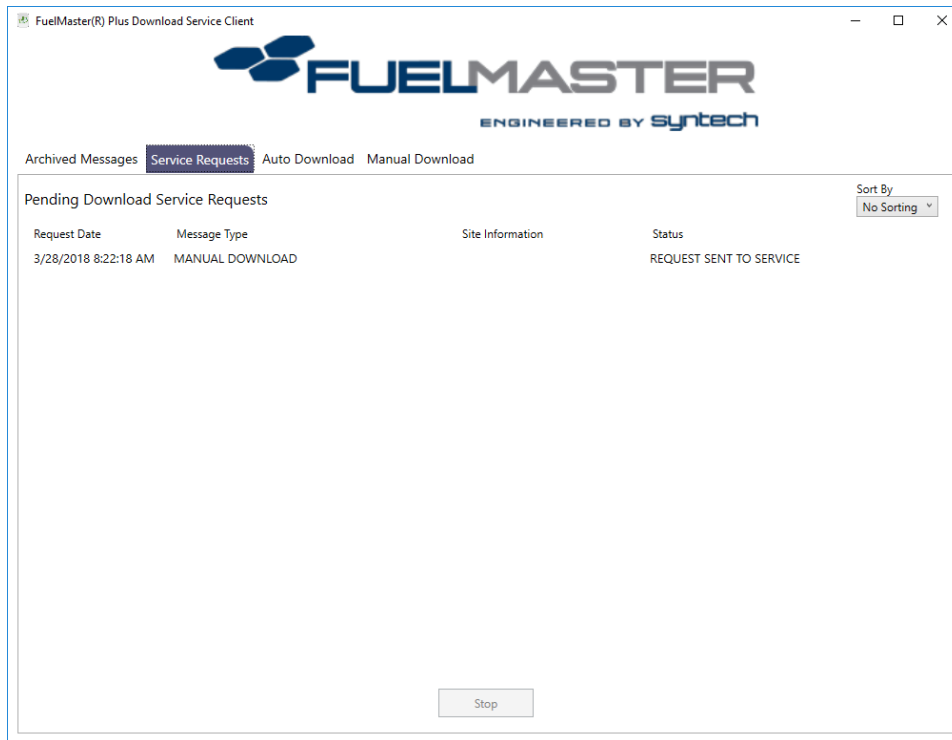 FuelMaster(R) Plus Download Service Client
FUELMASTER
ENGINEERED BY syntech
Archived Messages Service Requests Auto Download Manual Download
Pending Download Service Requests
Sort By
No Sorting
Request Date Message Type Site Information Status
3/28/2018 8:22:18 AM MANUAL DOWNLOAD REQUEST SENT TO SERVICE
Stop